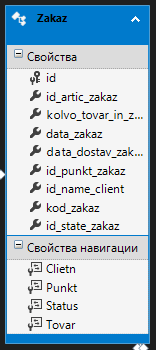 Zakaz
Свойства
id
id_artic_zakaz
kolvo_tovar_in_z...
data_zakaz
data_dostav_zak...
id_punkt_zakaz
id_name_client
kod_zakaz
id_state_zakaz
Свойства навигации
Clietn
Punkt
Status
Tovar